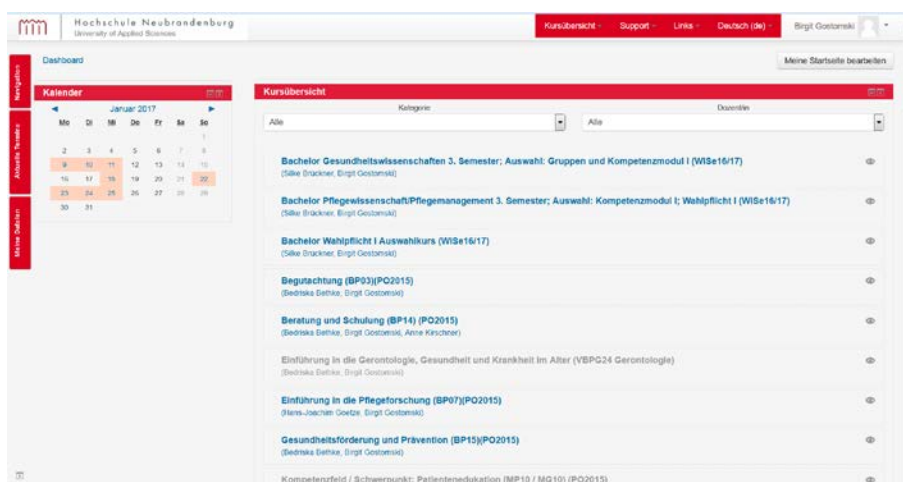 Hochschule Neubrandenburg
University of Applied Sciences
Kursübersicht
Support
Links
Deutsch (de)
Birgit Gostomski
Dashboard
Meine Startseite bearbeiten
Navigation
Aktuelle Termine
Meine Dateien
Kalender
Januar 2017
Mo Di Mi Do Fr Sa So
1
2 3 4 5 6 7 8
9 10 11 12 13 14 15
16 17 18 19 20 21 22
23 24 25 26 27 28 29
30 31
Kursübersicht
Kategorie
Dozent/in
Alle
Alle
Bachelor Gesundheitswissenschaften 3. Semester; Auswahl: Gruppen und Kompetenzmodul I (WISe16/17)
(Silke Brückner, Birgit Gostomski)
Bachelor Pflegewissenschaft/Pflegemanagement 3. Semester; Auswahl: Kompetenzmodul I; Wahlpflicht I (WISe16/17)
(Silke Brückner, Birgit Gostomski)
Bachelor Wahlpflicht I Auswahlkurs (WiSe16/17)
(Silke Brückner, Birgit Gostomski)
Begutachtung (BP03)(PO2015)
(Bedriska Bethke, Birgit Gostomski)
Beratung und Schulung (BP14) (PO2015)
(Bedriska Bethke, Birgit Gostomski, Anne Kirschner)
Einführung in die Gerontologie, Gesundheit und Krankheit im Alter (VBPG24 Gerontologie)
(Bedriska Bethke, Birgit Gostomski)
Einführung in die Pflegeforschung (BP07)(PO2015)
(Hans-Joachim Goetze, Birgit Gostomski)
Gesundheitsförderung und Prävention (BP15)(PO2015)
(Bedriska Bethke, Birgit Gostomski)
Kompetenzfeld / Schwerpunkt: Patientenedukation (MP10 / MG10) (PO2015)